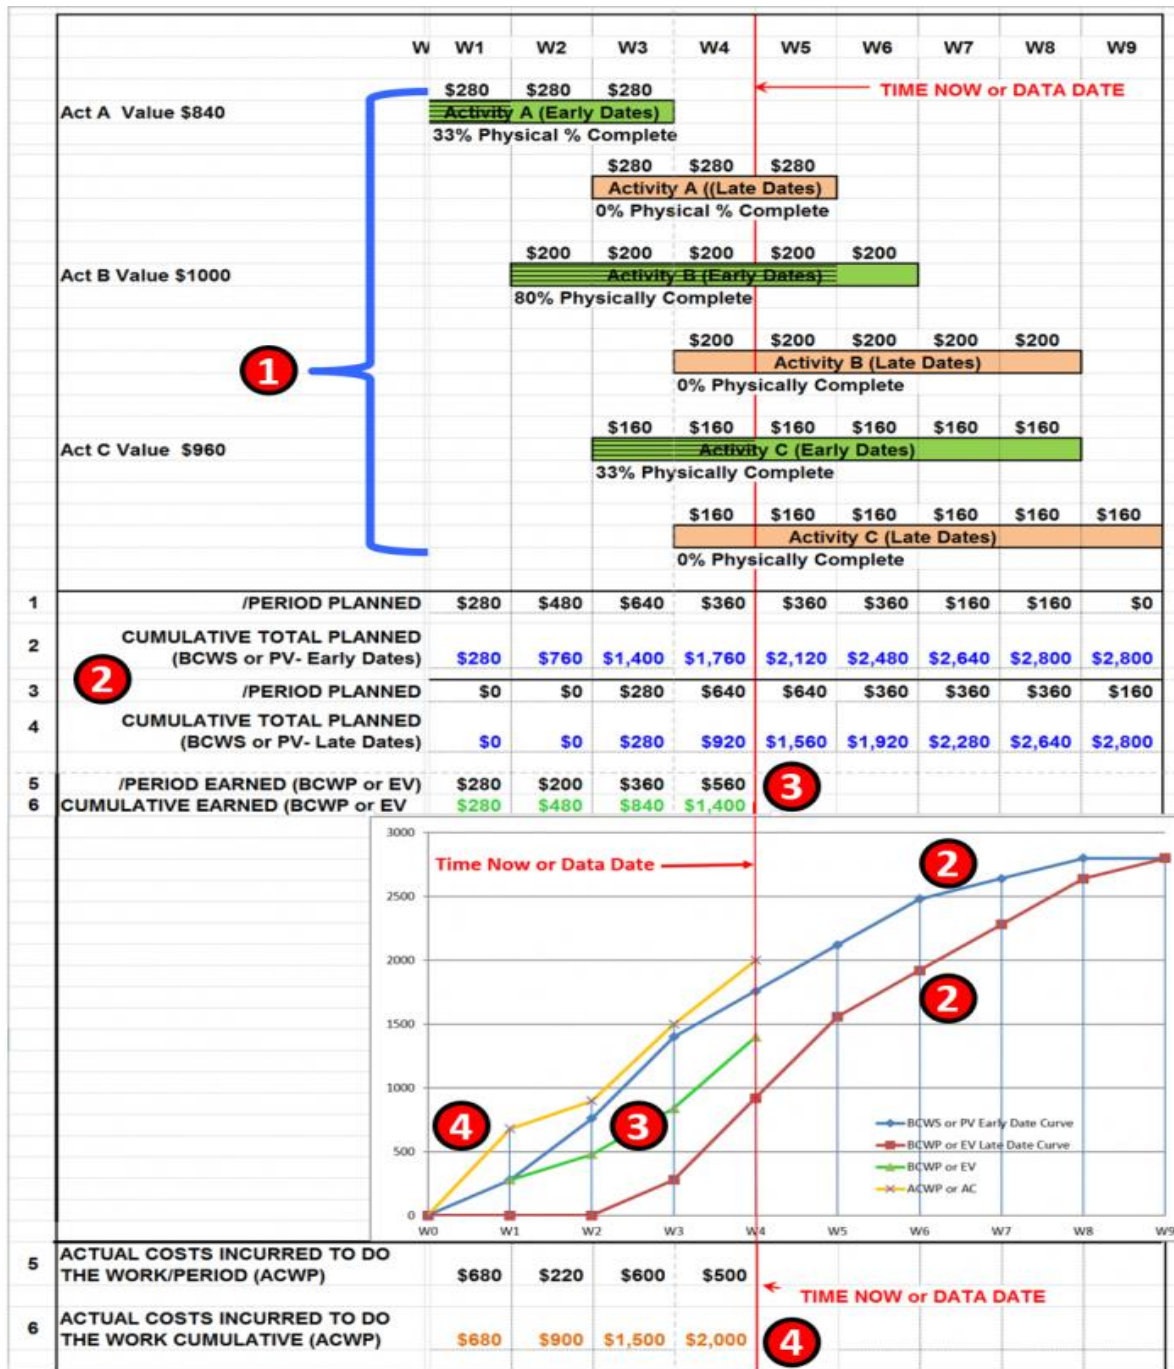 W W1 W2 W3 W4 W5 W6 W7 W8 W9
$280 $280 $280
TIME NOW or DATA DATE
Act A Value $840
Activity A (Early Dates)
33% Physical % Complete
$280 $280 $280
Activity A ((Late Dates)
0% Physical % Complete
$200 $200 $200 $200 $200
Act B Value $1000
Activity B (Early Dates)
80% Physically Complete
$200 $200 $200 $200 $200
1
Activity B (Late Dates)
0% Physically Complete
$160 $160 $160 $160 $160 $160
Act C Value $960
Activity C (Early Dates)
33% Physically Complete
$160 $160 $160 $160 $160 $160
Activity C (Late Dates)
0% Physically Complete
1 /PERIOD PLANNED $280 $480 $640 $360 $360 $360 $160 $160 $0
2 CUMULATIVE TOTAL PLANNED
(BCWS or PV- Early Dates) $280 $760 $1,400 $1,760 $2,120 $2,480 $2,640 $2,800 $2,800
2
3 /PERIOD PLANNED $0 $0 $280 $640 $640 $360 $360 $360 $160
4 CUMULATIVE TOTAL PLANNED
(BCWS or PV- Late Dates) $0 $0 $280 $920 $1,560 $1,920 $2,280 $2,640 $2,800
5 /PERIOD EARNED (BCWP or EV) $280 $200 $360 $560
3
6 CUMULATIVE EARNED (BCWP or EV $280 $480 $840 $1,400
3000
Time Now or Data Date
2
2500
2000
2
1500
1000
4 3
BCWS or PV Early Date Curve
BCWP or EV Late Date Curve
500
BCWP or EV
ACWP or AC
0
W0 W1 W2 W3 W4 W5 W6 W7 W8 W9
5 ACTUAL COSTS INCURRED TO DO
THE WORK/PERIOD (ACWP) $680 $220 $600 $500
TIME NOW or DATA DATE
6 ACTUAL COSTS INCURRED TO DO
THE WORK CUMULATIVE (ACWP) $680 $900 $1,500 $2,000
4